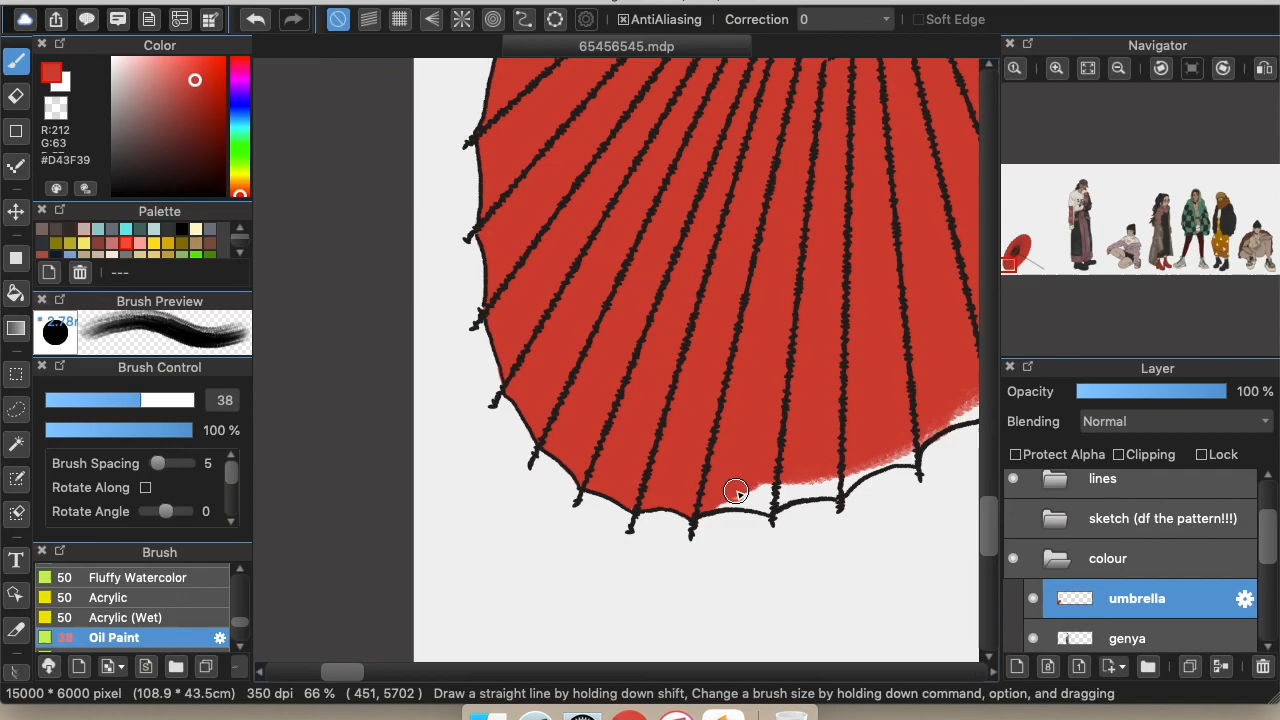 AntiAliasing
Correction
0
Soft Edge
Color
65456545.mdp
Navigator
R:212
G:63
#D43F39
Palette
---
Brush Preview
* 2.78
Brush Control
38
100 %
Brush Spacing
5
Rotate Along
Rotate Angle
0
Brush
50 Fluffy Watercolor
50 Acrylic
50 Acrylic (Wet)
38 Oil Paint
Layer
Opacity
100 %
Blending
Normal
Protect Alpha
Clipping
Lock
lines
sketch (df the pattern!!!)
colour
umbrella
genya
T
15000 * 6000 pixel (108.9 * 43.5cm) 350 dpi 66 % ( 451, 5702 ) Draw a straight line by holding down shift, Change a brush size by holding down command, option, and dragging